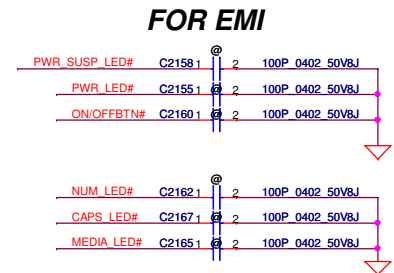 FOR EMI
@
PWR_SUSP_LED# C2158 1 2 100P_0402_50V8J
@
PWR_LED# C2155 1 2 100P_0402_50V8J
@
ON/OFFBTN# C2160 1 2 100P_0402_50V8J
@
NUM_LED# C2162 1 2 100P_0402_50V8J
@
CAPS_LED# C2167 1 2 100P_0402_50V8J
@
MEDIA_LED# C2165 1 2 100P_0402_50V8J